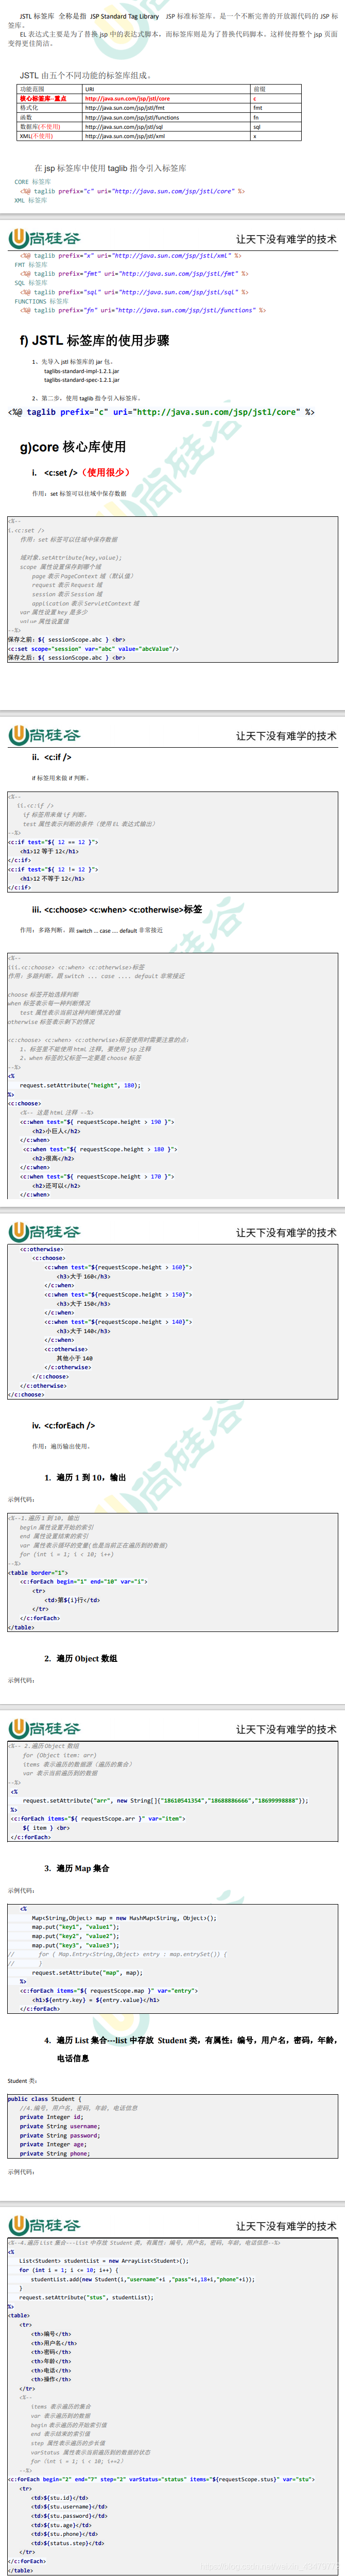 JSTL 标签库 全称是指 JSP Standard Tag Library JSP 标准标签库。是一个不断完善的开放源代码的 JSP 标
签库。
EL 表达式主要是为了替换 jsp 中的表达式脚本，而标签库则是为了替换代码脚本。这样使得整个 jsp 页面
变得更佳简洁。
JSTL 由五个不同功能的标签库组成。
功能范围 URI 前缀
核心标签库--重点 http://java.sun.com/jsp/jstl/core c
格式化 http://java.sun.com/jsp/jstl/fmt fmt
函数 http://java.sun.com/jsp/jstl/functions fn
数据库(不使用) http://java.sun.com/jsp/jstl/sql sql
XML(不使用) http://java.sun.com/jsp/jstl/xml x
在 jsp 标签库中使用 taglib 指令引入标签库
CORE 标签库
<%@ taglib prefix="c" uri="http://java.sun.com/jsp/jstl/core" %>
XML 标签库
尚硅谷 让天下没有难学的技术
<%@ taglib prefix="x" uri="http://java.sun.com/jsp/jstl/xml" %>
FMT 标签库
<%@ taglib prefix="fmt" uri="http://java.sun.com/jsp/jstl/fmt" %>
SQL 标签库
<%@ taglib prefix="sql" uri="http://java.sun.com/jsp/jstl/sql" %>
FUNCTIONS 标签库
<%@ taglib prefix="fn" uri="http://java.sun.com/jsp/jstl/functions" %>
f) JSTL 标签库的使用步骤
1、先导入 jstl 标签库的 jar 包。
taglibs-standard-impl-1.2.1.jar
taglibs-standard-spec-1.2.1.jar
2、第二步，使用 taglib 指令引入标签库。
<%@ taglib prefix="c" uri="http://java.sun.com/jsp/jstl/core" %>
g)core 核心库使用
i. <c:set />（使用很少）
作用：set 标签可以往域中保存数据
<%--
i.<c:set />
作用：set 标签可以往域中保存数据
域对象.setAttribute(key,value);
scope 属性设置保存到哪个域
page 表示 PageContext 域（默认值）
request 表示 Request 域
session 表示 Session 域
application 表示 ServletContext 域
var 属性设置 key 是多少
value 属性设置值
--%>
保存之前：${ sessionScope.abc } <br>
<c:set scope="session" var="abc" value="abcValue"/>
保存之后：${ sessionScope.abc } <br>
尚硅谷 让天下没有难学的技术
ii. <c:if />
if 标签用来做 if 判断。
<%--
ii.<c:if />
if 标签用来做 if 判断。
test 属性表示判断的条件（使用 EL 表达式输出）
--%>
<c:if test="${ 12 == 12 }">
<h1>12 等于 12</h1>
</c:if>
<c:if test="${ 12 != 12 }">
<h1>12 不等于 12</h1>
</c:if>
iii. <c:choose> <c:when> <c:otherwise>标签
作用：多路判断。跟 switch ... case .... default 非常接近
<%--
iii.<c:choose> <c:when> <c:otherwise>标签
作用：多路判断。跟 switch ... case .... default 非常接近
choose 标签开始选择判断
when 标签表示每一种判断情况
test 属性表示当前这种判断情况的值
otherwise 标签表示剩下的情况
<c:choose> <c:when> <c:otherwise>标签使用时需要注意的点：
1、标签里不能使用 html 注释，要使用 jsp 注释
2、when 标签的父标签一定要是 choose 标签
--%>
<%
request.setAttribute("height", 180);
%>
<c:choose>
<%-- 这是 html 注释 --%>
<c:when test="${ requestScope.height > 190 }">
<h2>小巨人</h2>
</c:when>
<c:when test="${ requestScope.height > 180 }">
<h2>很高</h2>
</c:when>
<c:when test="${ requestScope.height > 170 }">
<h2>还可以</h2>
</c:when>
尚硅谷 让天下没有难学的技术
<c:otherwise>
<c:choose>
<c:when test="${requestScope.height > 160}">
<h3>大于 160</h3>
</c:when>
<c:when test="${requestScope.height > 150}">
<h3>大于 150</h3>
</c:when>
<c:when test="${requestScope.height > 140}">
<h3>大于 140</h3>
</c:when>
<c:otherwise>
其他小于 140
</c:otherwise>
</c:choose>
</c:otherwise>
</c:choose>
iv. <c:forEach />
作用：遍历输出使用。
1. 遍历 1 到 10，输出
示例代码：
<%--1.遍历 1 到 10，输出
begin 属性设置开始的索引
end 属性设置结束的索引
var 属性表示循环的变量(也是当前正在遍历到的数据)
for (int i = 1; i < 10; i++)
--%>
<table border="1">
<c:forEach begin="1" end="10" var="i">
<tr>
<td>第${i}行</td>
</tr>
</c:forEach>
</table>
2. 遍历 Object 数组
示例代码：
尚硅谷 让天下没有难学的技术
<%-- 2.遍历 Object 数组
for (Object item: arr)
items 表示遍历的数据源（遍历的集合）
var 表示当前遍历到的数据
--%>
<%
request.setAttribute("arr", new String[]{"18610541354","18688886666","18699998888"});
%>
<c:forEach items="${ requestScope.arr }" var="item">
${ item } <br>
</c:forEach>
3. 遍历 Map 集合
示例代码：
<%
Map<String,Object> map = new HashMap<String, Object>();
map.put("key1", "value1");
map.put("key2", "value2");
map.put("key3", "value3");
// for ( Map.Entry<String,Object> entry : map.entrySet()) {
// }
request.setAttribute("map", map);
%>
<c:forEach items="${ requestScope.map }" var="entry">
<h1>${entry.key} = ${entry.value}</h1>
</c:forEach>
4. 遍历 List 集合---list 中存放 Student 类，有属性：编号，用户名，密码，年龄，
电话信息
Student 类：
public class Student {
//4.编号，用户名，密码，年龄，电话信息
private Integer id;
private String username;
private String password;
private Integer age;
private String phone;
示例代码：
尚硅谷 让天下没有难学的技术
<%--4.遍历 List 集合---list 中存放 Student 类，有属性：编号，用户名，密码，年龄，电话信息--%>
<%
List<Student> studentList = new ArrayList<Student>();
for (int i = 1; i <= 10; i++) {
studentList.add(new Student(i,"username"+i ,"pass"+i,18+i,"phone"+i));
}
request.setAttribute("stus", studentList);
%>
<table>
<tr>
<th>编号</th>
<th>用户名</th>
<th>密码</th>
<th>年龄</th>
<th>电话</th>
<th>操作</th>
</tr>
<%--
items 表示遍历的集合
var 表示遍历到的数据
begin 表示遍历的开始索引值
end 表示结束的索引值
step 属性表示遍历的步长值
varStatus 属性表示当前遍历到的数据的状态
for (int i = 1; i < 10; i+=2)
--%>
<c:forEach begin="2" end="7" step="2" varStatus="status" items="${requestScope.stus}" var="stu">
<tr>
<td>${stu.id}</td>
<td>${stu.username}</td>
<td>${stu.password}</td>
<td>${stu.age}</td>
<td>${stu.phone}</td>
<td>${status.step}</td>
</tr>
</c:forEach>
</table>